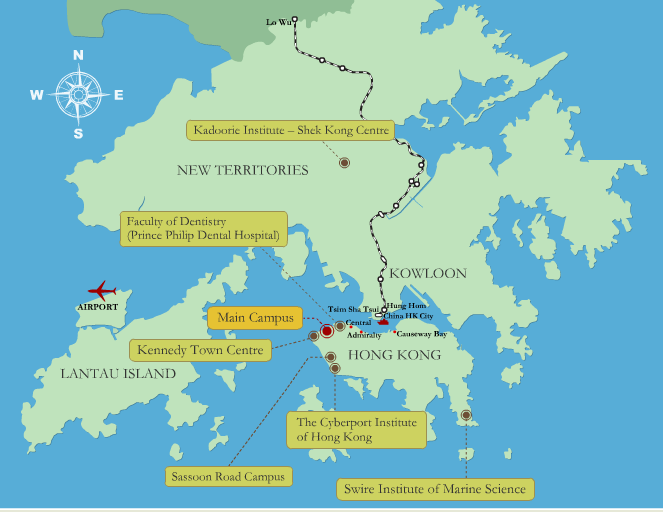 Lo Wu
N
W E
S
Kadoorie Institute – Shek Kong Centre
NEW TERRITORIES
Faculty of Dentistry
(Prince Philip Dental Hospital)
KOWLOON
AIRPORT
Tsim Sha Tsui
Hung Hom
China HK City
Main Campus
Central
Admiralty
Causeway Bay
Kennedy Town Centre
HONG KONG
LANTAU ISLAND
The Cyberport Institute
of Hong Kong
Sassoon Road Campus
Swire Institute of Marine Science